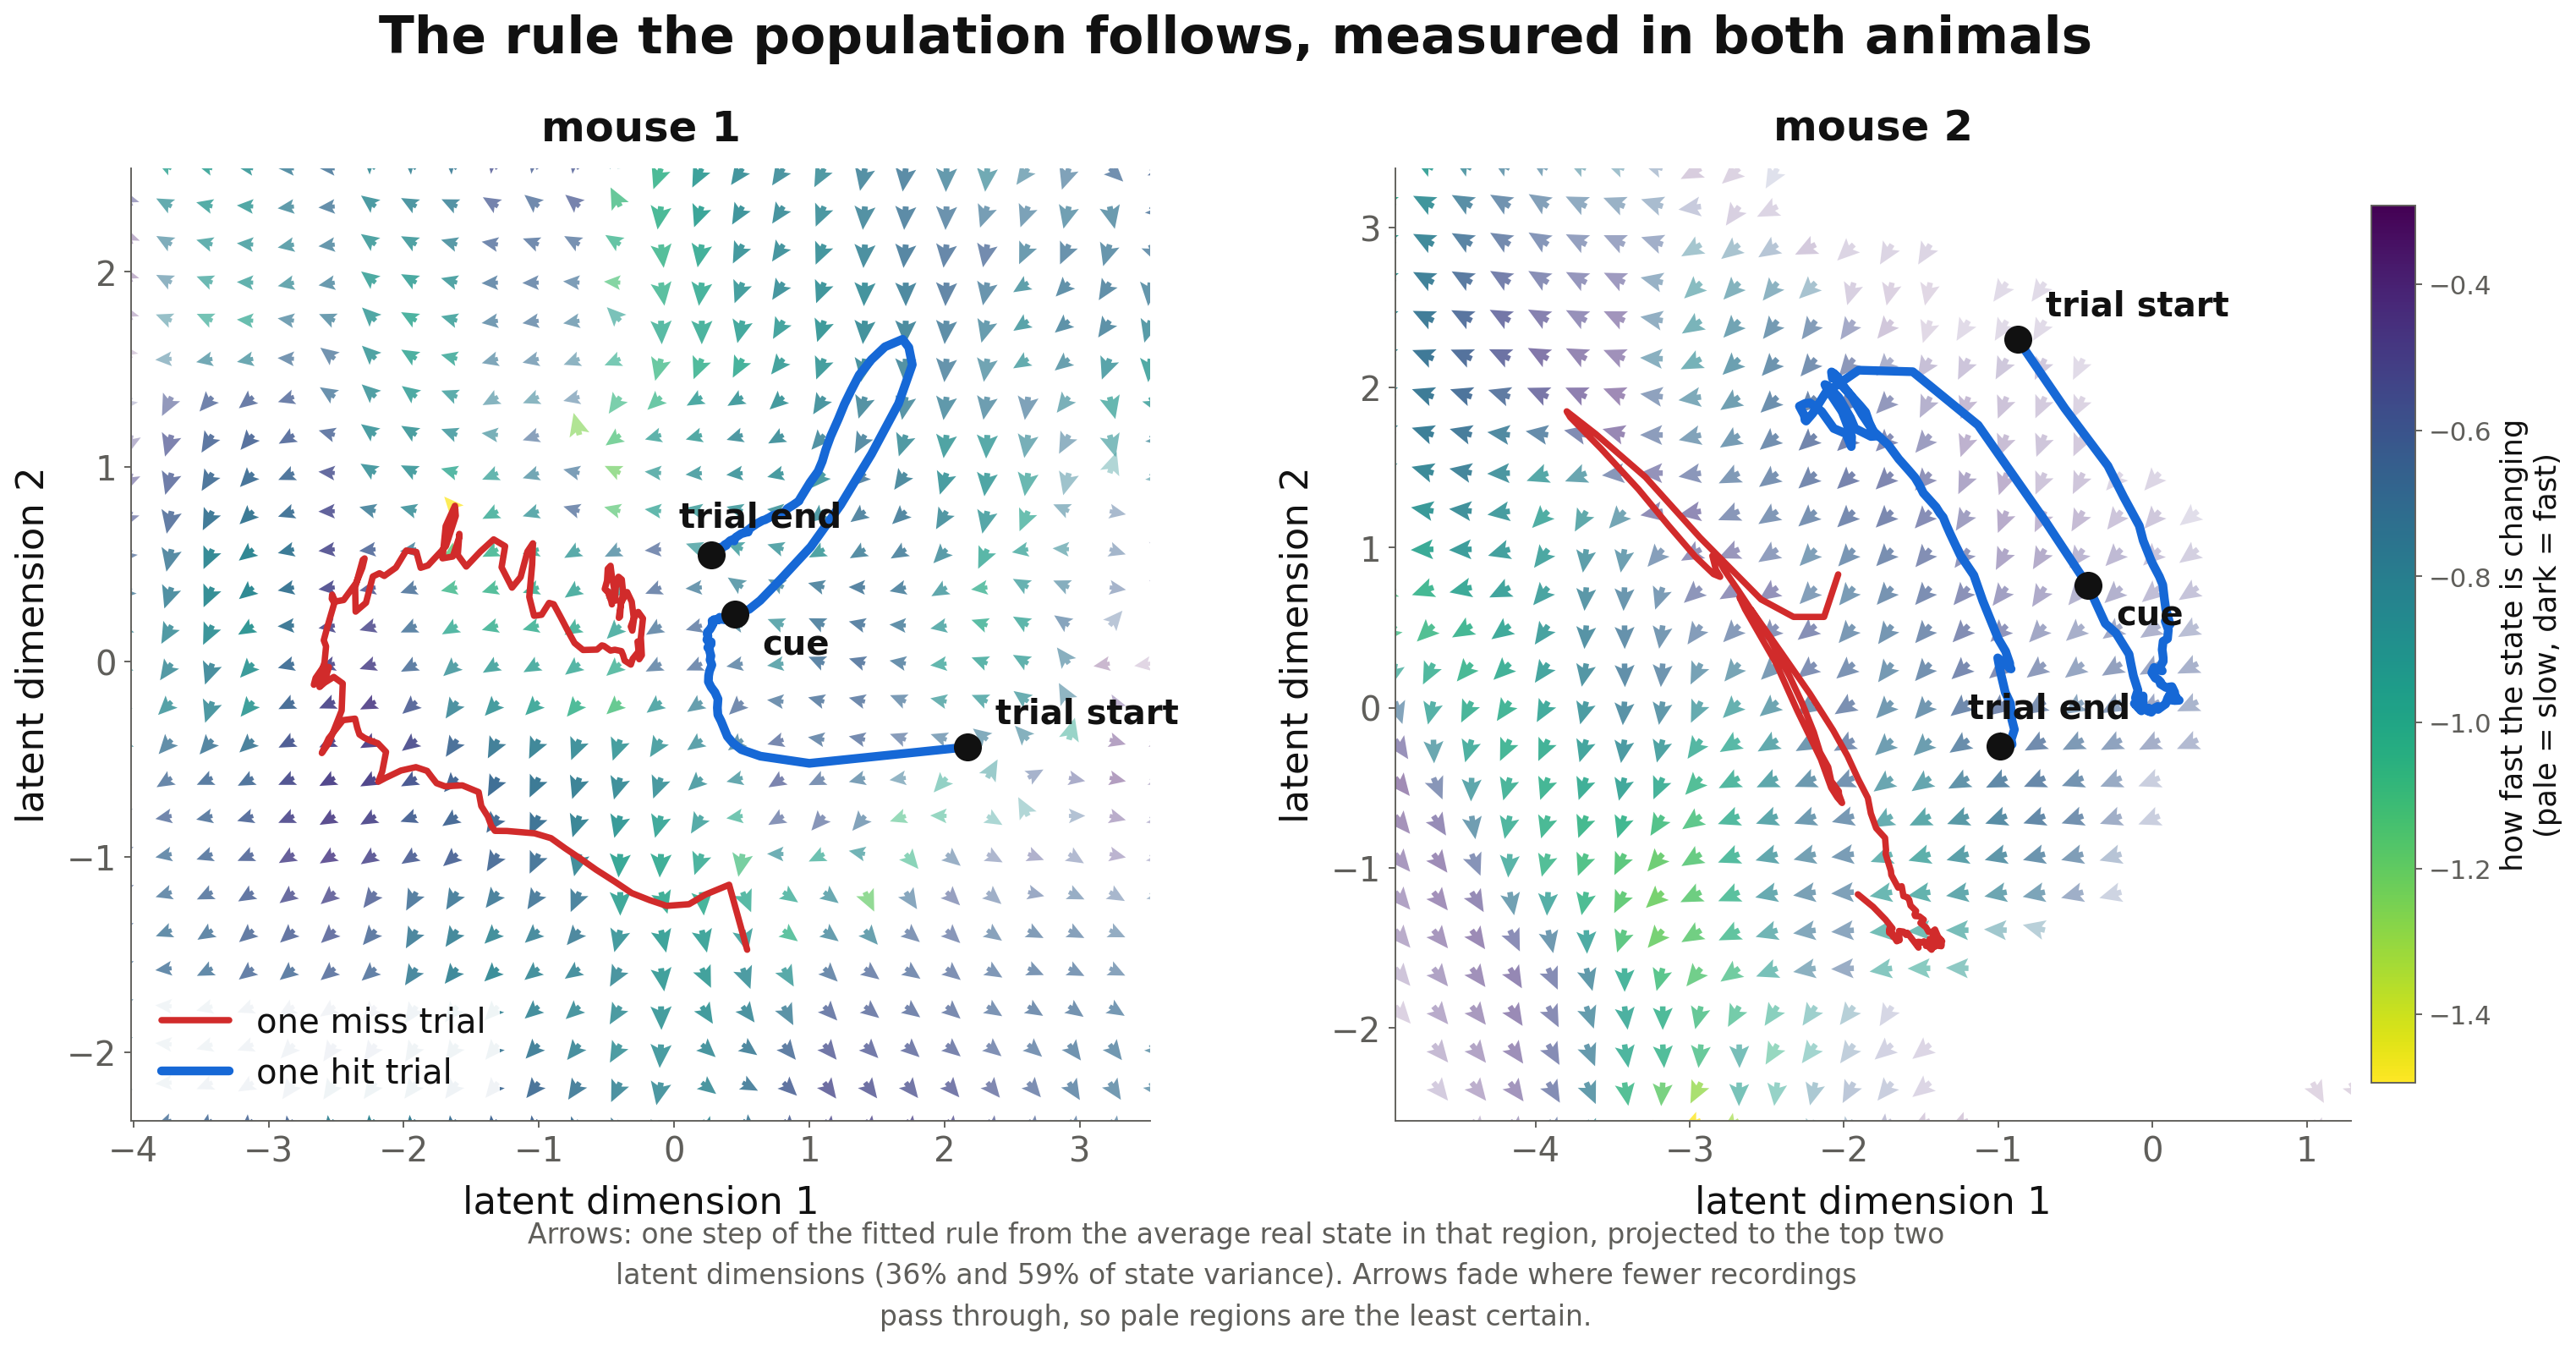 The rule the population follows, measured in both animals
mouse 1
latent dimension 2
2
1
0
−1
−2
trial end
cue
trial start
one miss trial
one hit trial
−4
−3
−2
−1
0
1
2
3
latent dimension 1
mouse 2
latent dimension 2
3
2
1
0
−1
−2
trial start
cue
trial end
−4
−3
−2
−1
0
1
latent dimension 1
−0.4
−0.6
−0.8
−1.0
−1.2
−1.4
how fast the state is changing
(pale = slow, dark = fast)
Arrows: one step of the fitted rule from the average real state in that region, projected to the top two
latent dimensions (36% and 59% of state variance). Arrows fade where fewer recordings
pass through, so pale regions are the least certain.